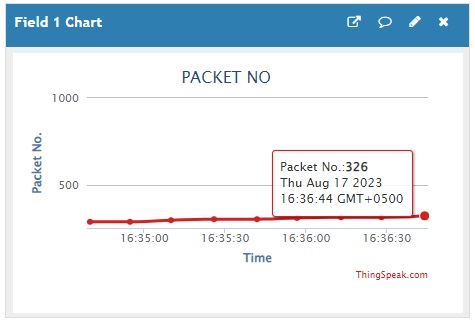 Field 1 Chart
PACKET NO
1000
500
Packet No.
Packet No.:326
Thu Aug 17 2023
16:36:44 GMT+0500
16:35:00 16:35:30 16:36:00 16:36:30
Time
ThingSpeak.com